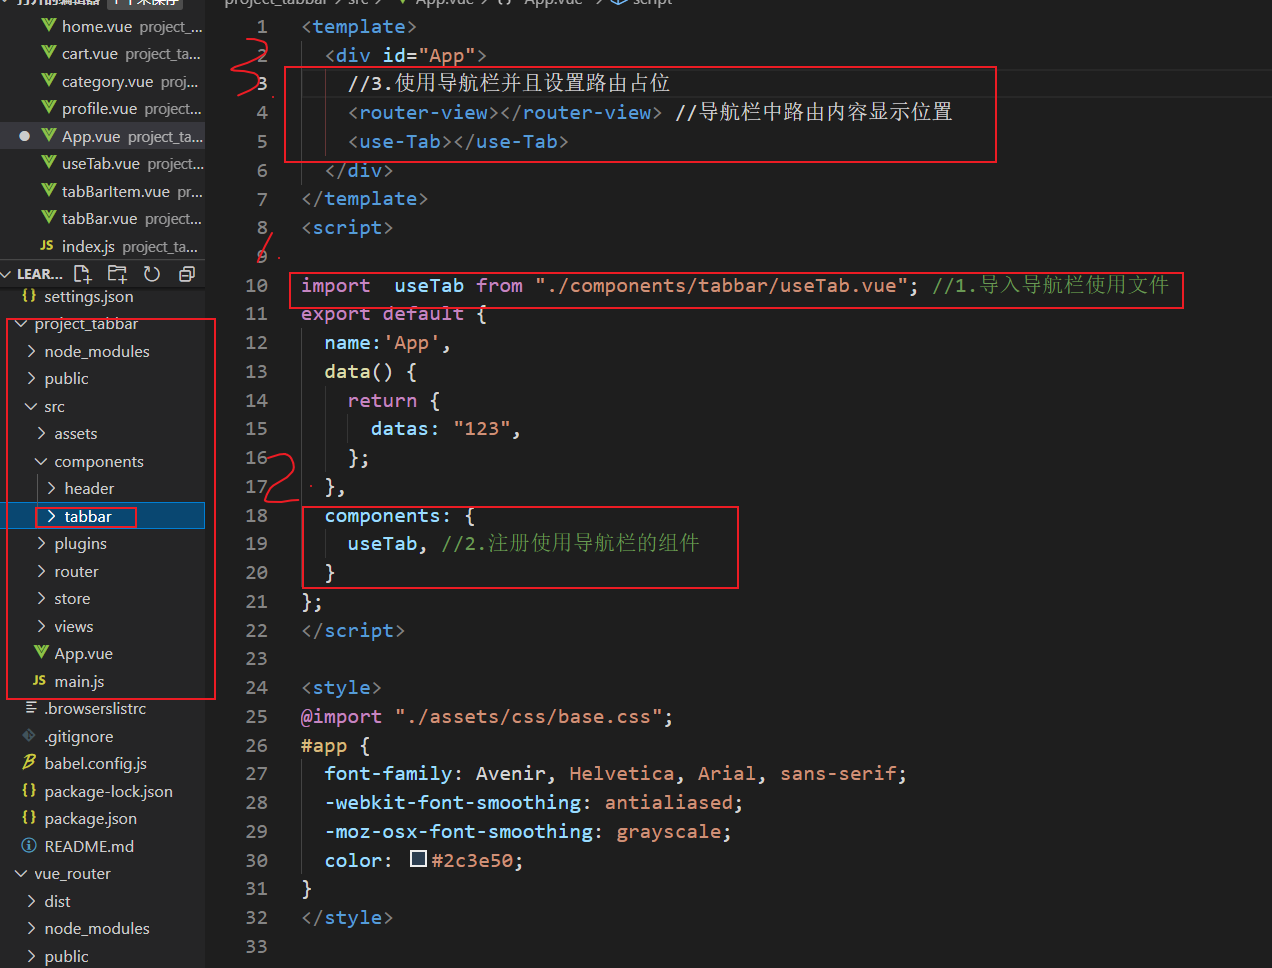 home.vue project_...
cart.vue project_ta...
category.vue proj...
profile.vue project...
App.vue project_ta...
useTab.vue project...
tabBarItem.vue pr...
tabBar.vue project...
JS index.js project_ta...
LEAR...
{} settings.json
project_tabbar
node_modules
public
src
assets
components
header
tabbar
plugins
router
store
views
App.vue
JS main.js
.browserslistrc
.gitignore
babel.config.js
{} package-lock.json
{} package.json
README.md
vue_router
dist
node_modules
public
project_tabbar > src > App.vue > {} "App.vue" > script
1 <template>
2 <div id="App">
3 //3.使用导航栏并且设置路由占位
4 <router-view></router-view> //导航栏中路由内容显示位置
5 <use-Tab></use-Tab>
6 </div>
7 </template>
8 <script>
9
10 import  useTab from "./components/tabbar/useTab.vue"; //1.导入导航栏使用文件
11 export default {
12 name:'App',
13 data() {
14 return {
15 datas: "123",
16 };
17 },
18 components: {
19 useTab, //2.注册使用导航栏的组件
20 }
21 };
22 </script>
23
24 <style>
25 @import "./assets/css/base.css";
26 #app {
27 font-family: Avenir, Helvetica, Arial, sans-serif;
28 -webkit-font-smoothing: antialiased;
29 -moz-osx-font-smoothing: grayscale;
30 color: #2c3e50;
31 }
32 </style>
33
3
1
2